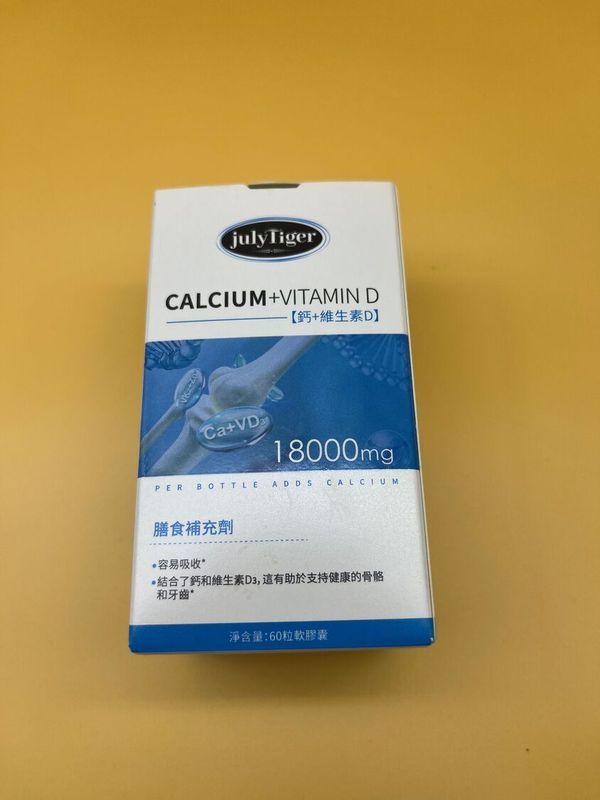 julyTiger
CALCIUM+VITAMIN D
【鈣+維生素D】
Ca+VD3
18000mg
PER BOTTLE ADDS CALCIUM
膳食補充劑
•容易吸收*
•結合了鈣和維生素D3,這有助於支持健康的骨骼
和牙齒*
淨含量:60粒軟膠囊